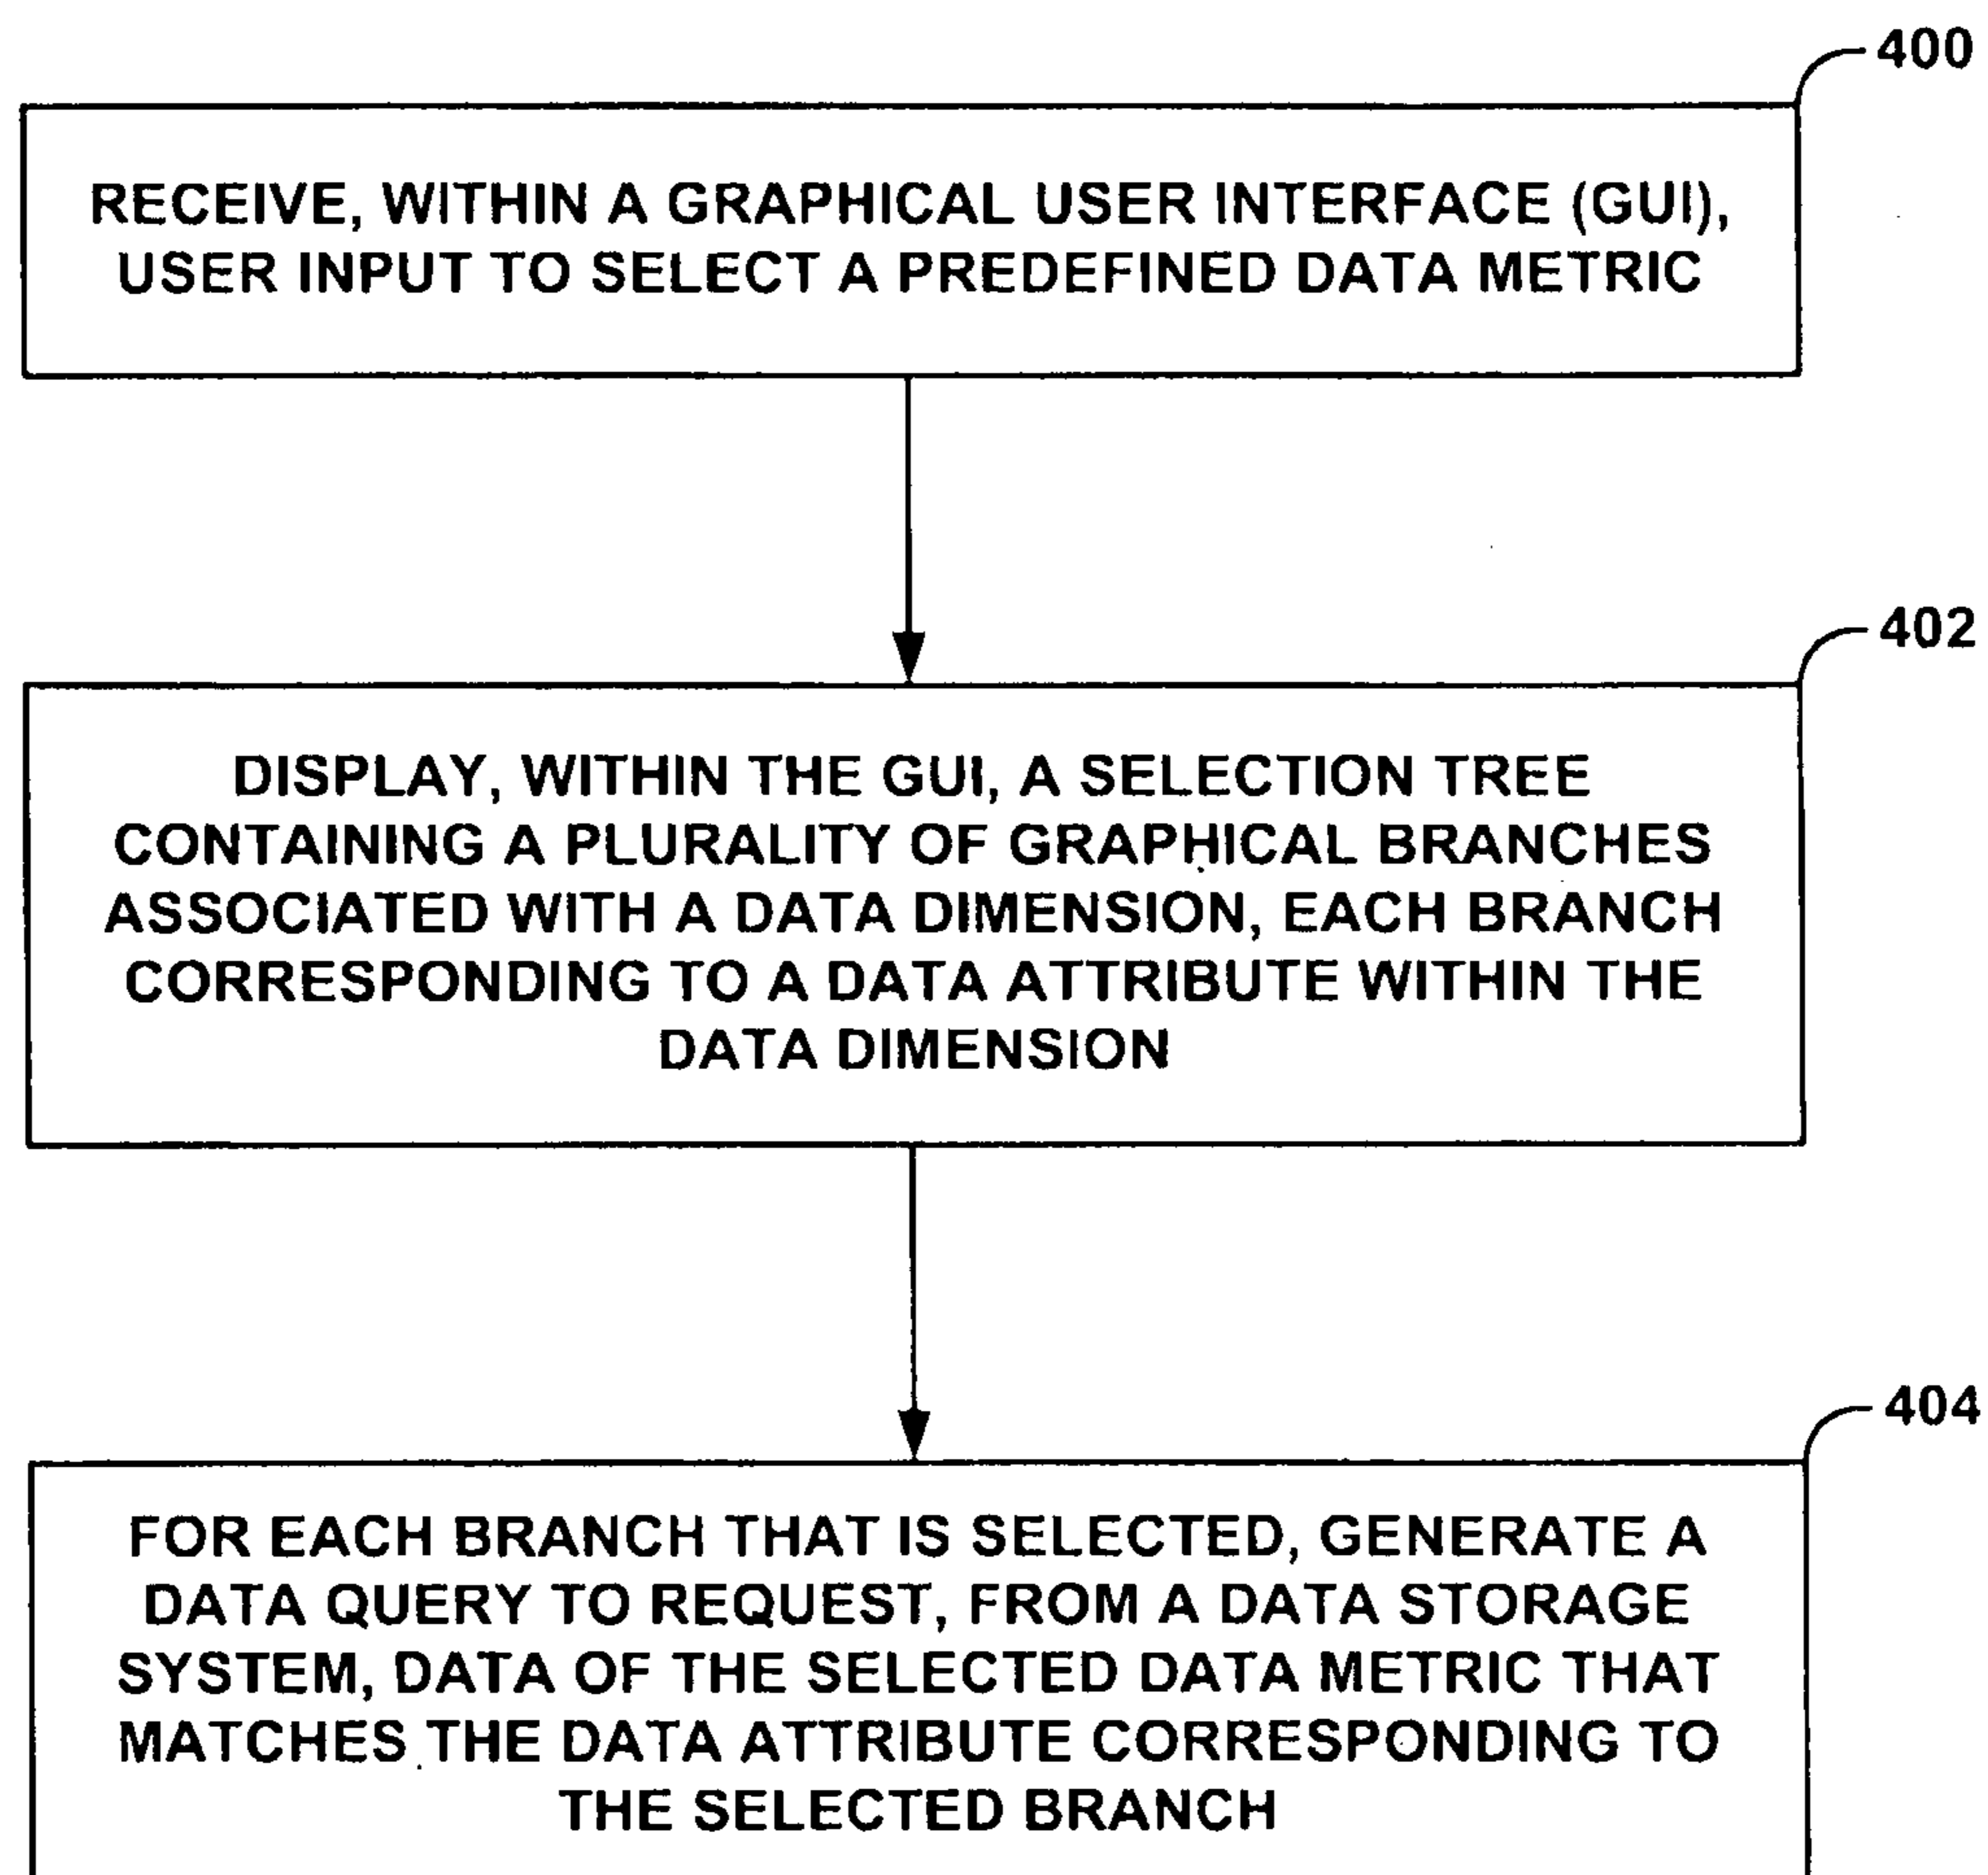 400
RECEIVE, WITHIN A GRAPHICAL USER INTERFACE (GUI),
USER INPUT TO SELECT A PREDEFINED DATA METRIC
402
DISPLAY, WITHIN THE GUI, A SELECTION TREE
CONTAINING A PLURALITY OF GRAPHICAL BRANCHES
ASSOCIATED WITH A DATA DIMENSION, EACH BRANCH
CORRESPONDING TO A DATA ATTRIBUTE WITHIN THE
DATA DIMENSION
404
FOR EACH BRANCH THAT IS SELECTED, GENERATE A
DATA QUERY TO REQUEST, FROM A DATA STORAGE
SYSTEM, DATA OF THE SELECTED DATA METRIC THAT
MATCHES THE DATA ATTRIBUTE CORRESPONDING TO
THE SELECTED BRANCH